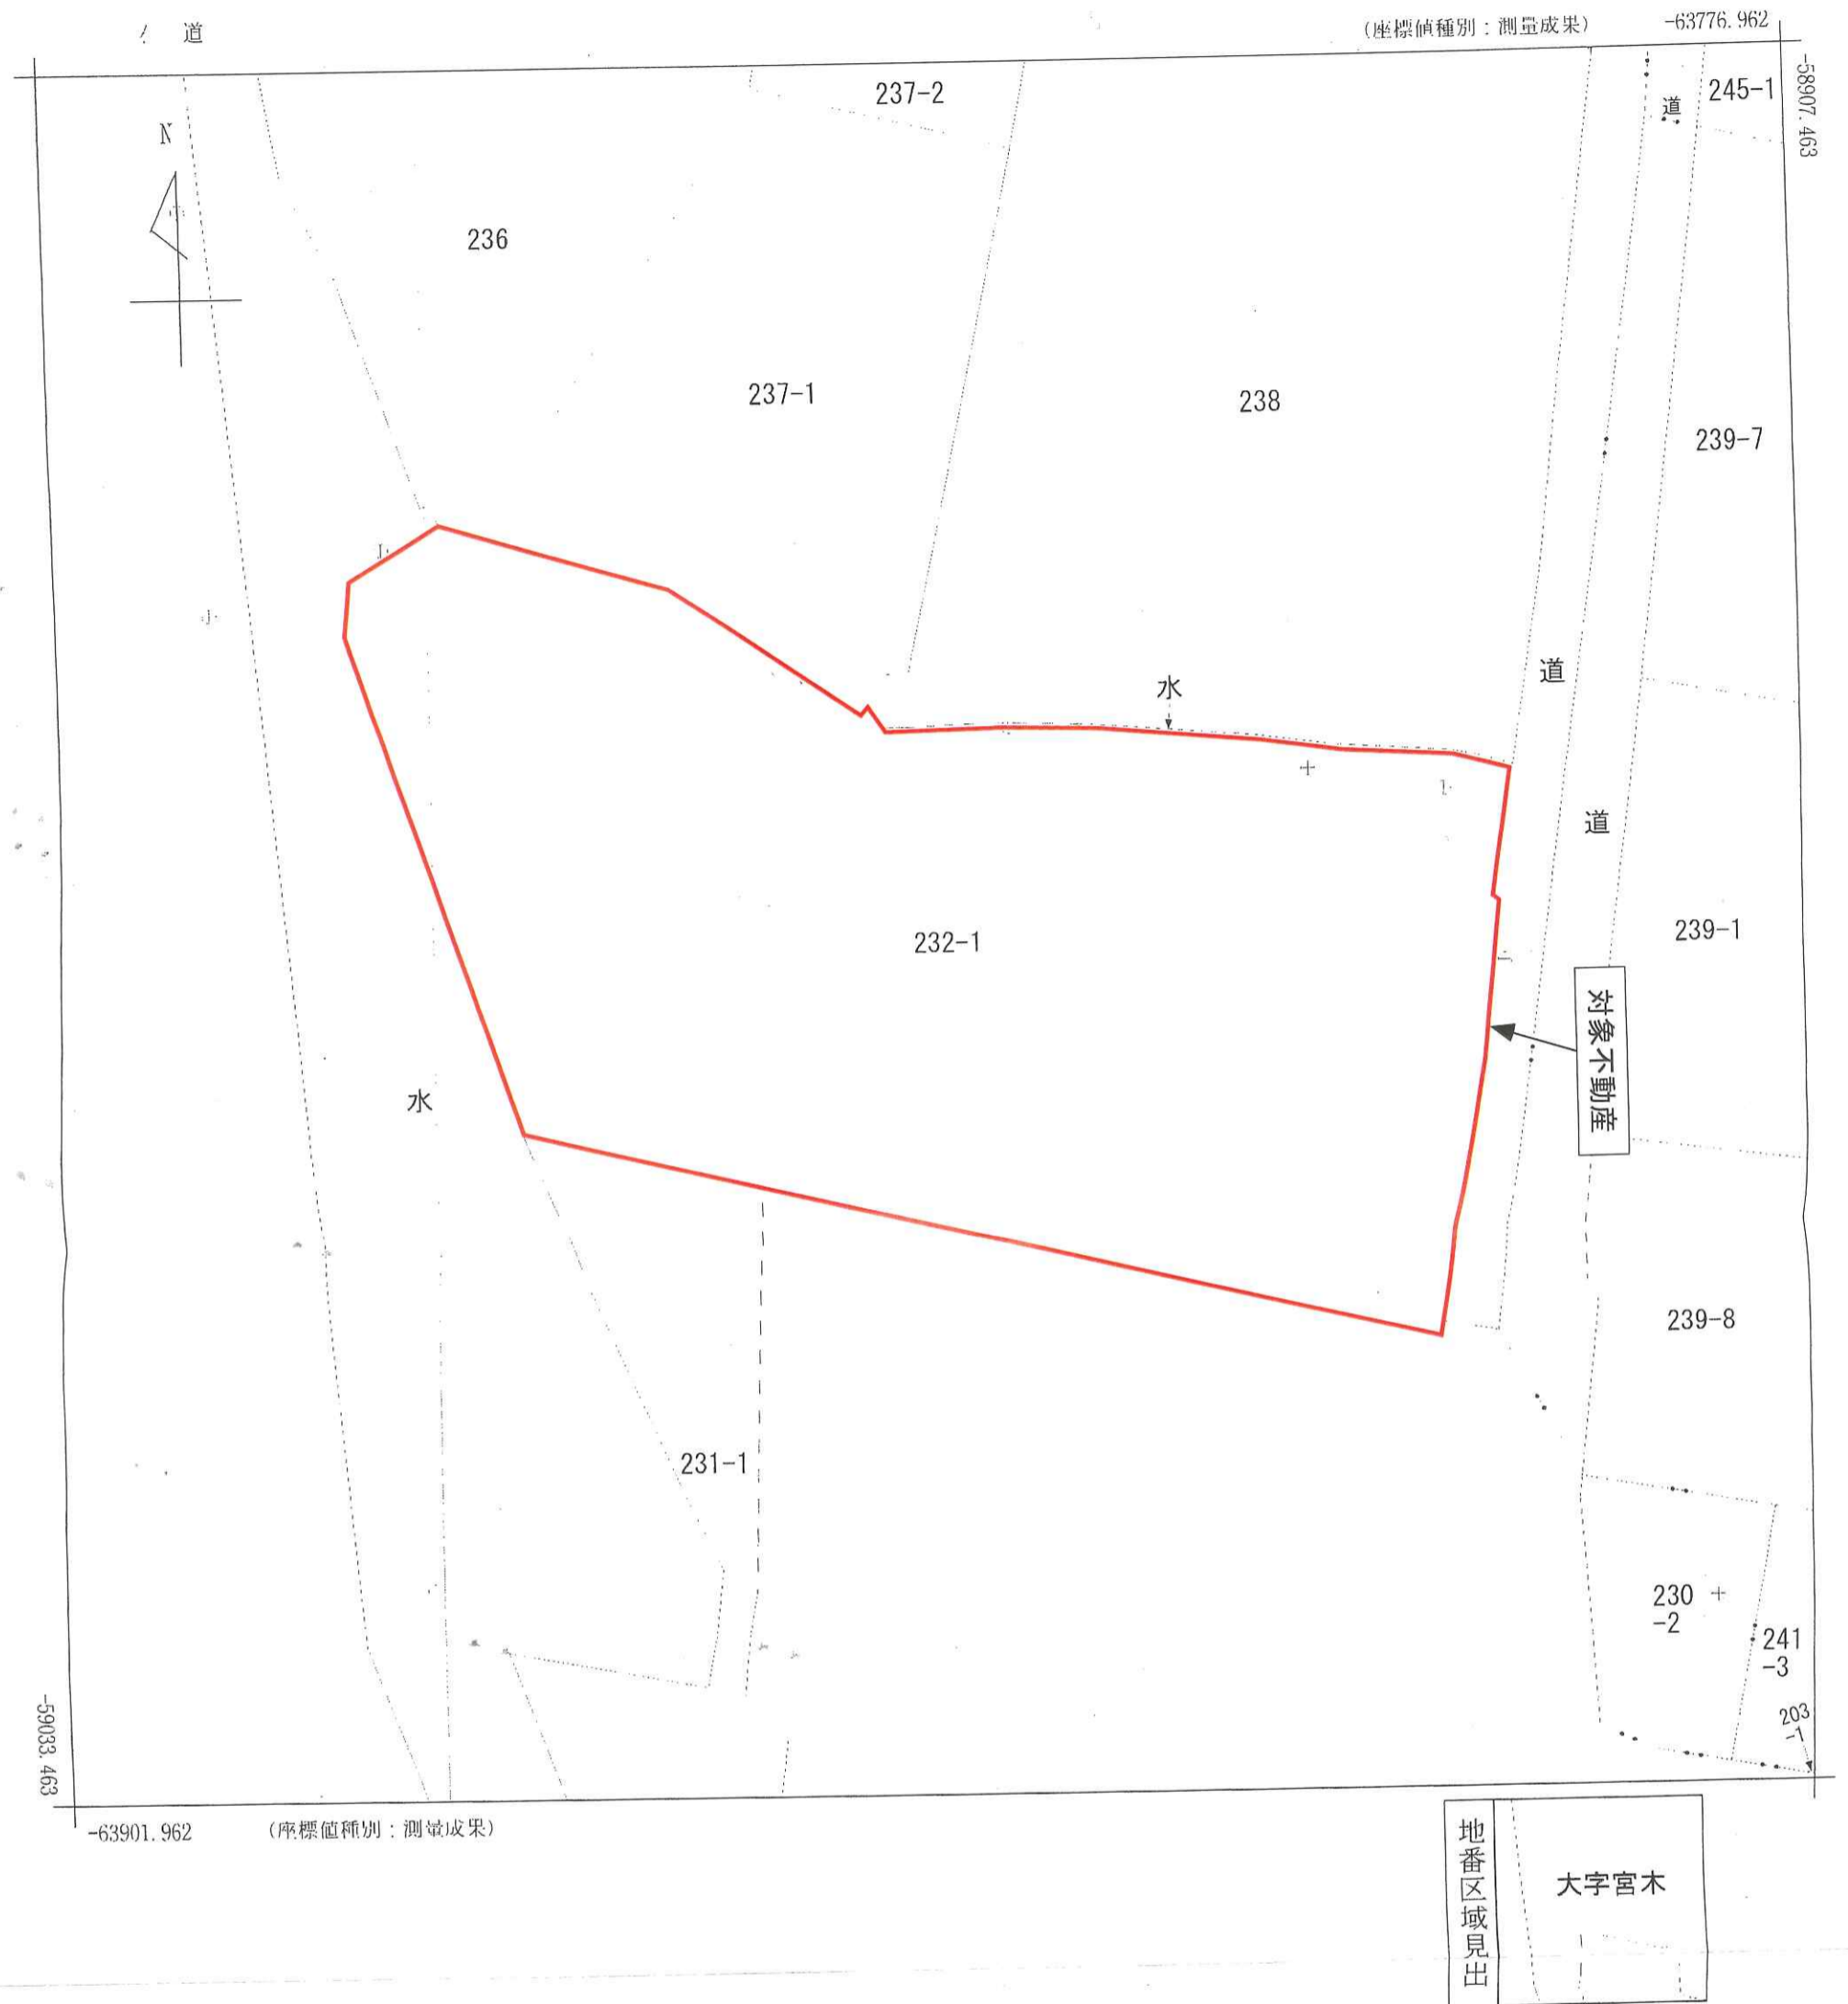 道
(座標値種別：測量成果)
-63776.962
-58907.463
N
237-2
道
245-1
236
237-1
238
239-7
道
水
道
232-1
239-1
対象不動産
水
239-8
231-1
230
-2
241
-3
203
-1
-59033.463
-63901.962
(座標値種別：測量成果)
地番区域見出
大字宮木